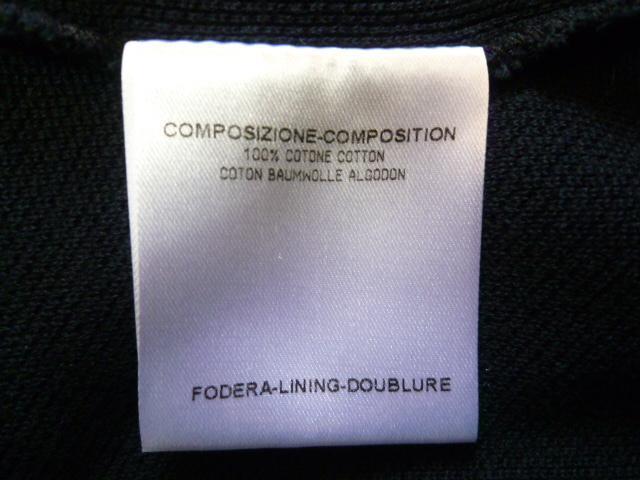 COMPOSIZIONE-COMPOSITION
100% COTONE COTTON
COTON BAUMWOLLE ALGODON
FODERA-LINING-DOUBLURE